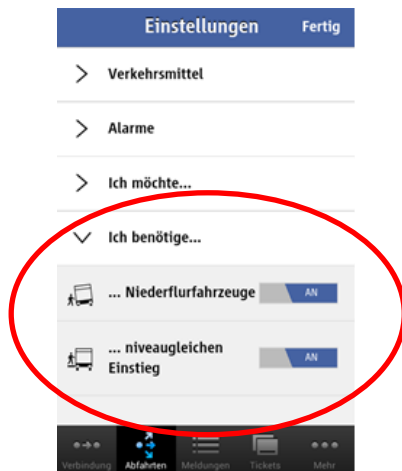 Einstellungen Fertig
Verkehrsmittel
Alarme
Ich möchte...
Ich benötige...
... Niederflurfahrzeuge AN
... niveaugleichen
Einstieg AN
Verbindung Abfahrten Meldungen Tickets Mehr